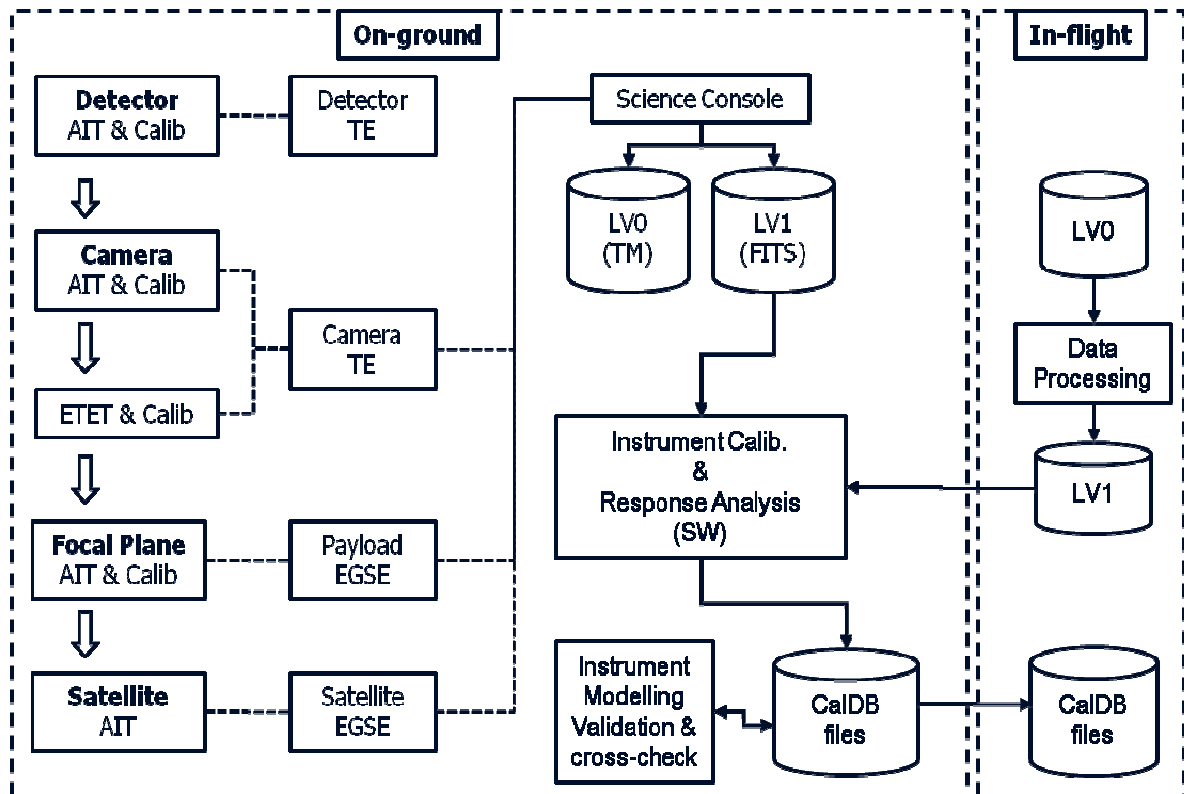 On-ground
In-flight
Detector
AIT & Calib
Detector
TE
Science Console
LV0
(TM)
LV1
(FITS)
LV0
Camera
AIT & Calib
Camera
TE
Data
Processing
ETET & Calib
Instrument Calib.
&
Response Analysis
(SW)
LV1
Focal Plane
AIT & Calib
Payload
EGSE
Satellite
AIT
Satellite
EGSE
Instrument
Modelling
Validation &
cross-check
CalDB
files
CalDB
files